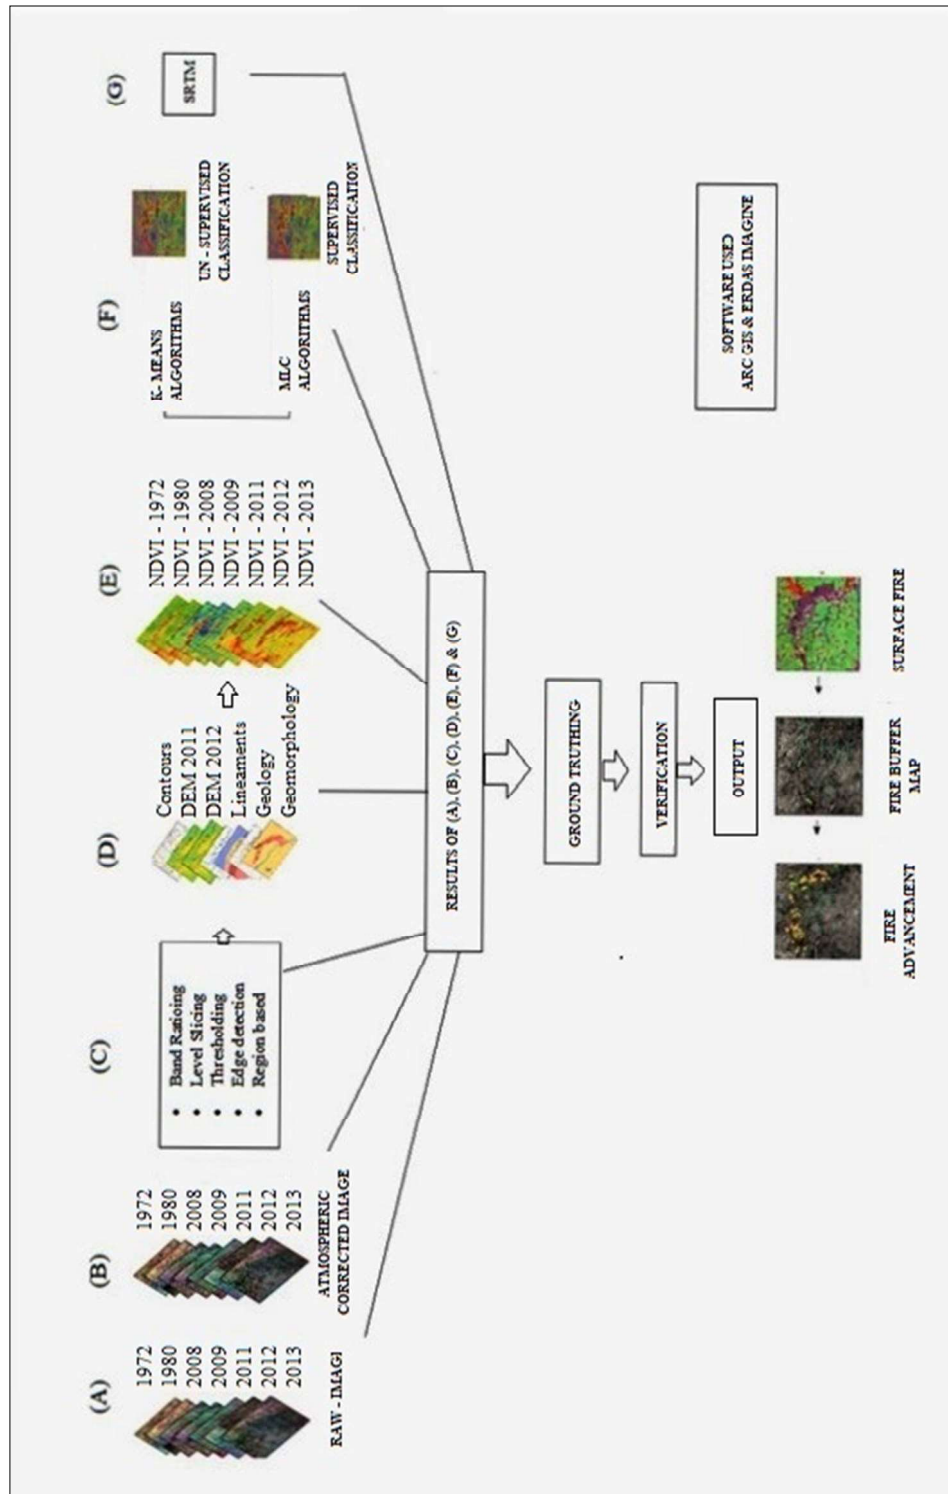 (A)
1972
1980
2008
2009
2011
2012
2013
RAW - IMAGI
(B)
1972
1980
2008
2009
2011
2012
2013
ATMOSPHERIC
CORRECTED IMAGE
(C)
• Band Ratioing
• Level Slicing
• Thresholding
• Edge detection
• Region based
(D)
Contours
DEM 2011
DEM 2012
Lineaments
Geology
Geomorphology
(E)
NDVI - 1972
NDVI - 1980
NDVI - 2008
NDVI - 2009
NDVI - 2011
NDVI - 2012
NDVI - 2013
(F)
K- MEANS
ALGORITHMS
UN - SUPERVISED
CLASSIFICATION
MLC
ALGORITHMS
SUPERVISED
CLASSIFICATION
(G)
SRTM
RESULTS OF (A), (B), (C), (D), (E), (F) & (G)
GROUND TRUTHING
VERIFICATION
OUTPUT
FIRE
ADVANCEMENT
FIRE BUFFER
MAP
SURFACE FIRE
SOFTWARE USED
ARC GIS & ERDAS IMAGINE